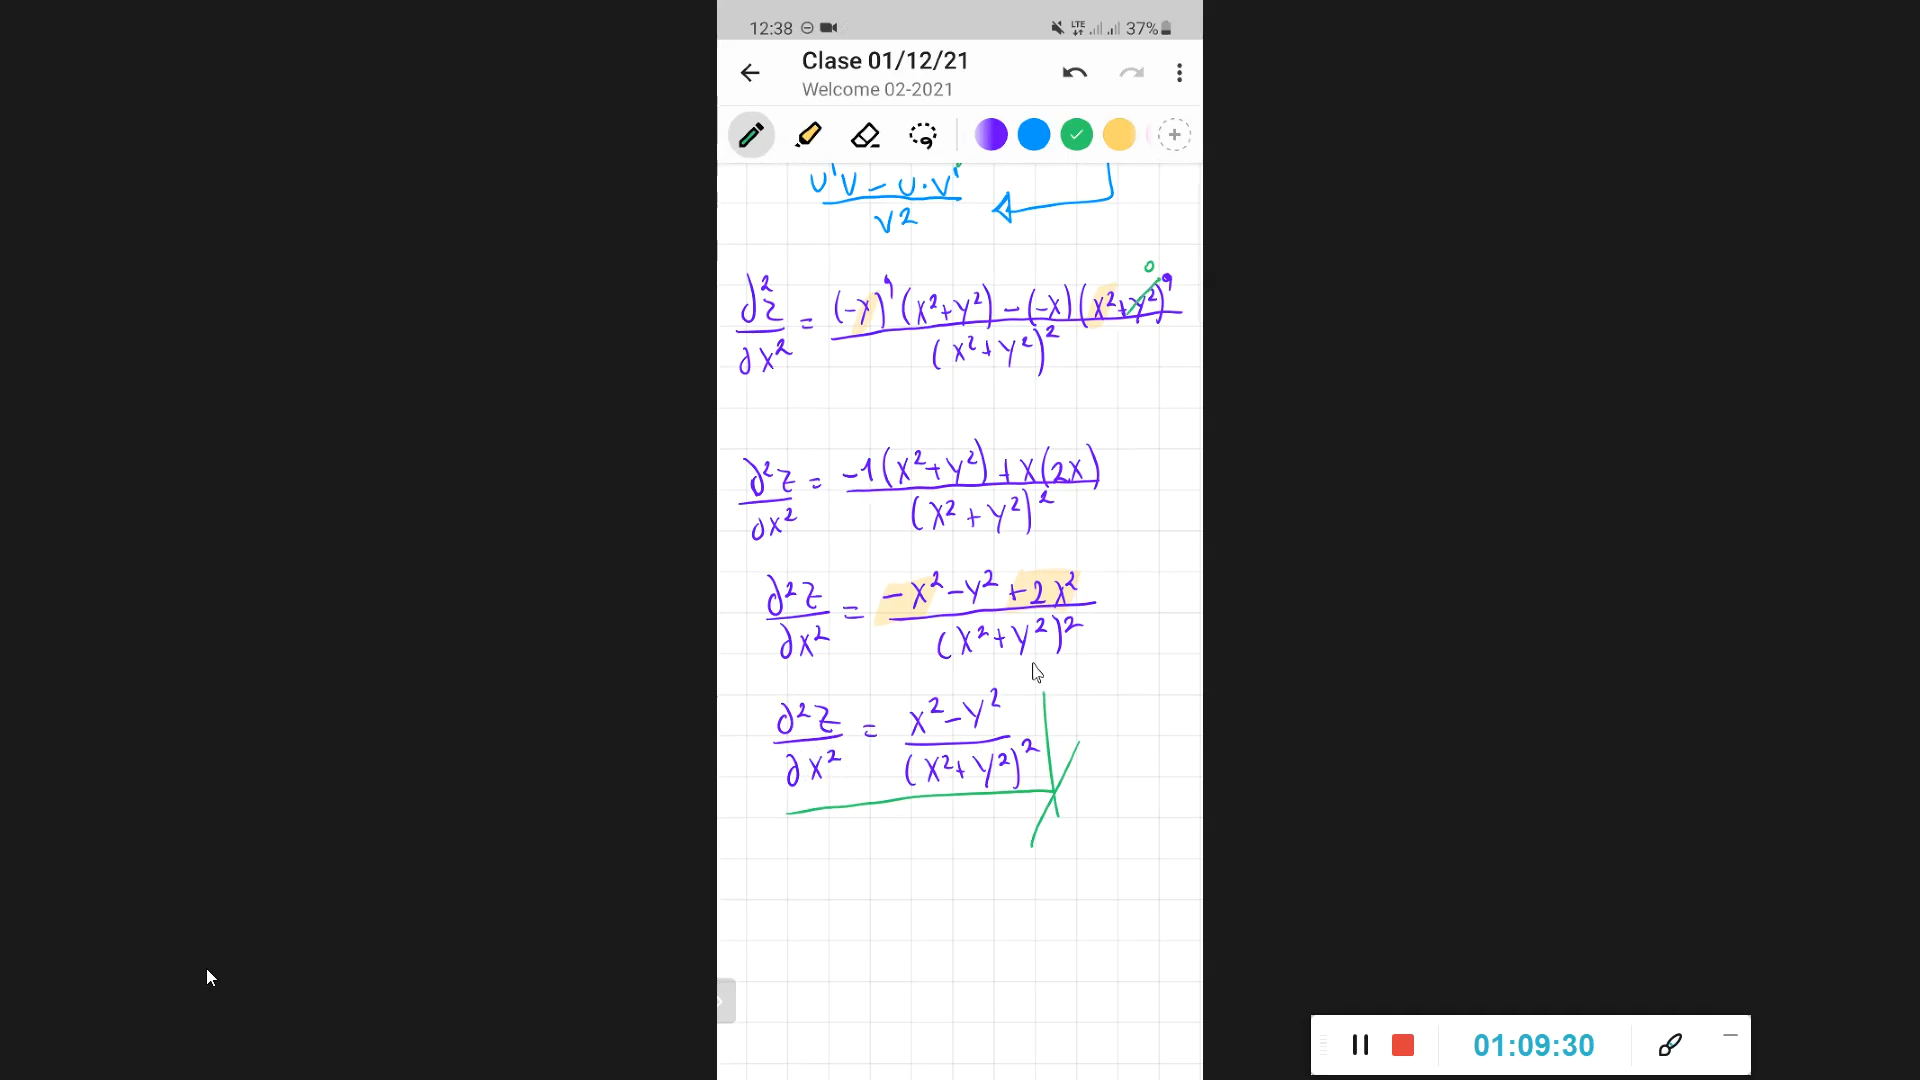 12:38 LTE 37%
Clase 01/12/21
Welcome 02-2021
U'V - U·V'
V2
∂²z/∂x² = ((-x)'(x²+y²) - (-x)(x²+y²)')/(x²+y²)²
0
∂²z/∂x² = (-1(x²+y²) + x(2x))/(x²+y²)²
∂²z/∂x² = (-x²-y²+2x²)/(x²+y²)²
∂²z/∂x² = (x²-y²)/(x²+y²)²
01:09:30